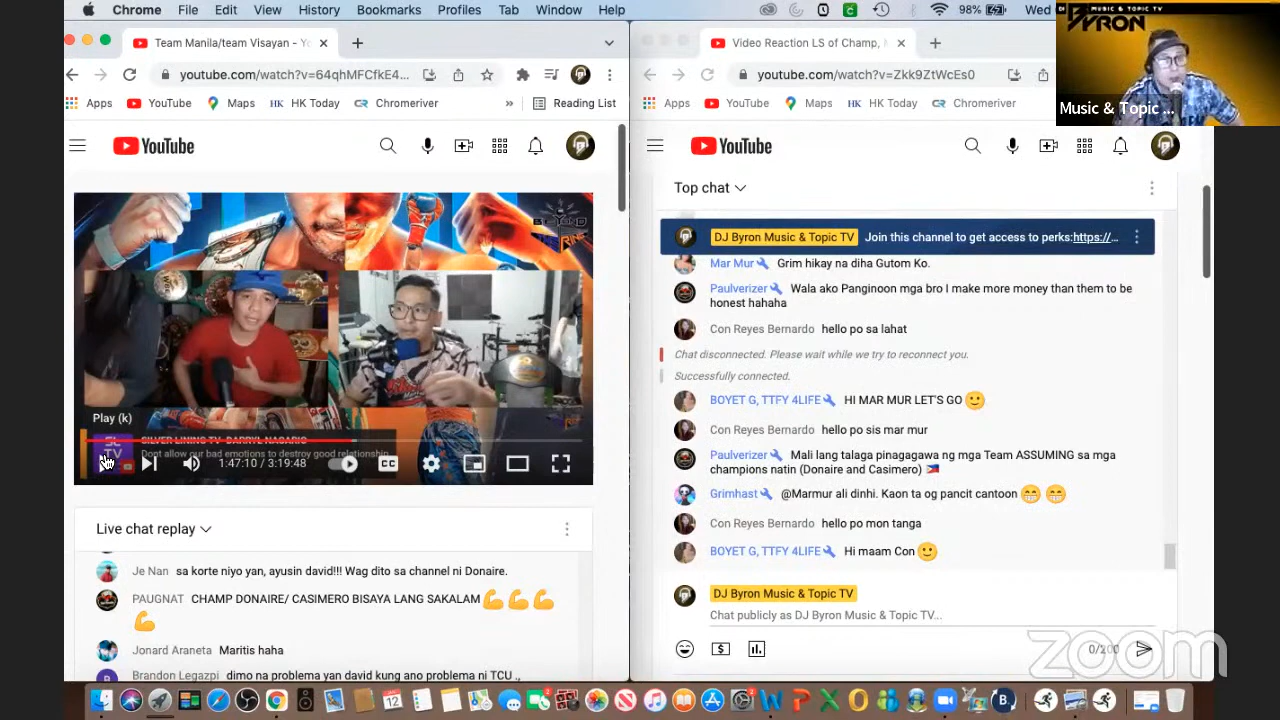 Chrome File Edit View History Bookmarks Profiles Tab Window Help
98%
MUSIC & TOPIC TV
BYRON
Music & Topic ...
Team Manila/team Visayan - Yo
youtube.com/watch?v=64qhMFCfkE4...
Apps YouTube Maps HK HK Today CR Chromeriver » Reading List
YouTube
BEYOND
THE RING
Play (k)
SILVER LINING TV- DARRYL NASARIO
Dont allow our bad emotions to destroy good relationship
1:47:10 / 3:19:48
CC
Live chat replay
Je Nan sa korte niyo yan, ayusin david!!! Wag dito sa channel ni Donaire.
PAUGNAT CHAMP DONAIRE/ CASIMERO BISAYA LANG SAKALAM💪💪💪
💪
Jonard Araneta Maritis haha
B Brandon Legazpi dimo na problema yan david kung ano problema ni TCU .,
Video Reaction LS of Champ, M
youtube.com/watch?v=Zkk9ZtWcEs0
Apps YouTube Maps HK HK Today CR Chromeriver
YouTube
Top chat
DJ Byron Music & Topic TV Join this channel to get access to perks:https://...
Mar Mur Grim hikay na diha Gutom Ko.
Paulverizer Wala ako Panginoon mga bro I make more money than them to be
honest hahaha
Con Reyes Bernardo hello po sa lahat
Chat disconnected. Please wait while we try to reconnect you.
Successfully connected.
BOYET G, TTFY 4LIFE HI MAR MUR LET'S GO 🙂
Con Reyes Bernardo hello po sis mar mur
Paulverizer Mali lang talaga pinagagawa ng mga Team ASSUMING sa mga
champions natin (Donaire and Casimero) 🇵🇭
Grimhast @Marmur ali dinhi. Kaon ta og pancit cantoon 😁 😁
Con Reyes Bernardo hello po mon tanga
BOYET G, TTFY 4LIFE Hi maam Con 🙂
DJ Byron Music & Topic TV
Chat publicly as DJ Byron Music & Topic TV...
0/200
zoom